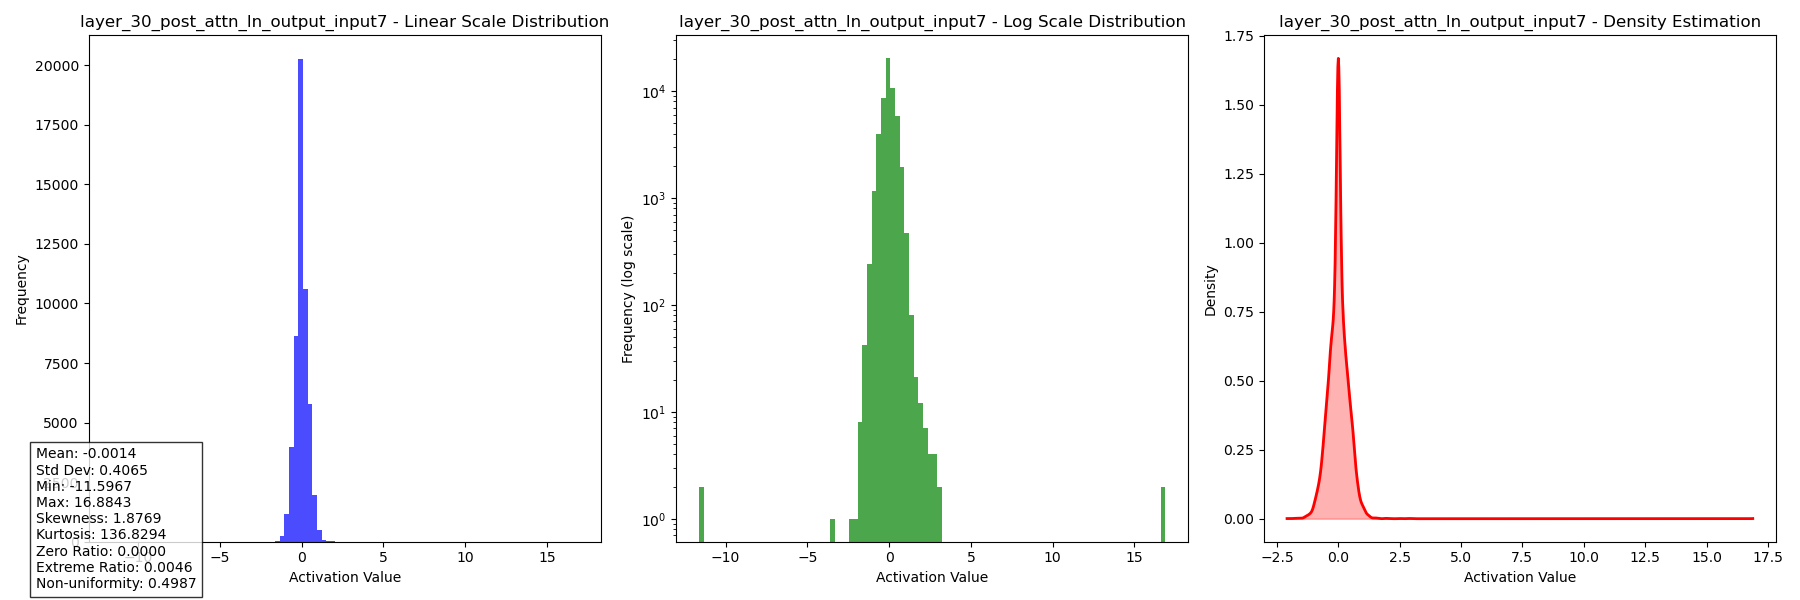 layer_30_post_attn_ln_output_input7 - Linear Scale Distribution
20000
17500
15000
12500
10000
7500
5000
Frequency
Mean: -0.0014
Std Dev: 0.4065
Min: -11.5967
Max: 16.8843
Skewness: 1.8769
Kurtosis: 136.8294
Zero Ratio: 0.0000
Extreme Ratio: 0.0046
Non-uniformity: 0.4987
−5 0 5 10 15
Activation Value
layer_30_post_attn_ln_output_input7 - Log Scale Distribution
10⁴
10³
10²
10¹
10⁰
Frequency (log scale)
−10 −5 0 5 10 15
Activation Value
layer_30_post_attn_ln_output_input7 - Density Estimation
1.75
1.50
1.25
1.00
0.75
0.50
0.25
0.00
Density
−2.5 0.0 2.5 5.0 7.5 10.0 12.5 15.0 17.5
Activation Value